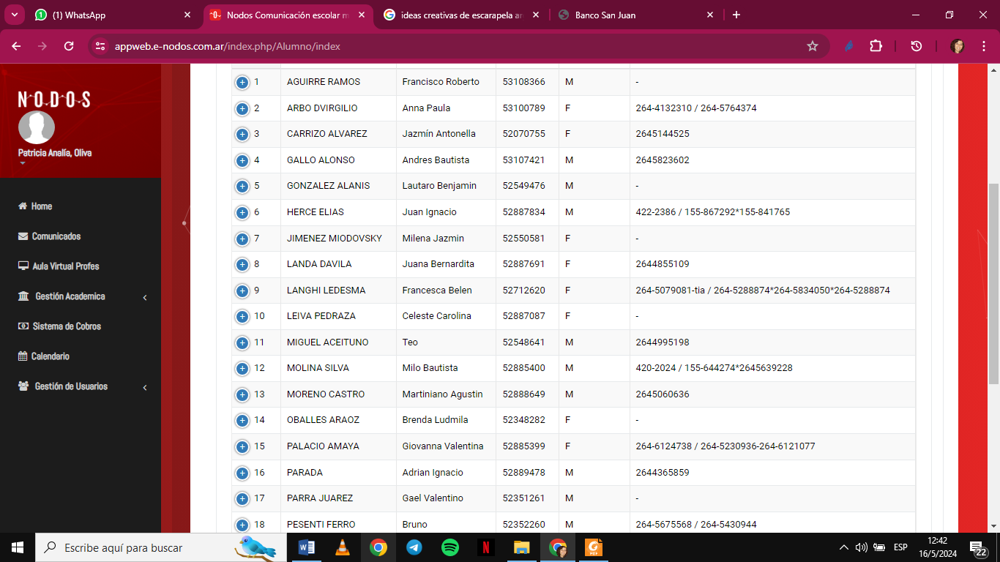 (1) WhatsApp
Nodos Comunicación escolar m
ideas creativas de escarapela ar
Banco San Juan
appweb.e-nodos.com.ar/index.php/Alumno/index
NODOS
Patricia Analía, Oliva
Home
Comunicados
Aula Virtual Profes
Gestión Academica
Sistema de Cobros
Calendario
Gestión de Usuarios
1 AGUIRRE RAMOS Francisco Roberto 53108366 M -
2 ARBO DVIRGILIO Anna Paula 53100789 F 264-4132310 / 264-5764374
3 CARRIZO ALVAREZ Jazmín Antonella 52070755 F 2645144525
4 GALLO ALONSO Andres Bautista 53107421 M 2645823602
5 GONZALEZ ALANIS Lautaro Benjamin 52549476 M -
6 HERCE ELIAS Juan Ignacio 52887834 M 422-2386 / 155-867292*155-841765
7 JIMENEZ MIODOVSKY Milena Jazmin 52550581 F -
8 LANDA DAVILA Juana Bernardita 52887691 F 2644855109
9 LANGHI LEDESMA Francesca Belen 52712620 F 264-5079081-tia / 264-5288874*264-5834050*264-5288874
10 LEIVA PEDRAZA Celeste Carolina 52887087 F -
11 MIGUEL ACEITUNO Teo 52548641 M 2644995198
12 MOLINA SILVA Milo Bautista 52885400 M 420-2024 / 155-644274*2645639228
13 MORENO CASTRO Martiniano Agustin 52888649 M 2645060636
14 OBALLES ARAOZ Brenda Ludmila 52348282 F -
15 PALACIO AMAYA Giovanna Valentina 52885399 F 264-6124738 / 264-5230936-264-6121077
16 PARADA Adrian Ignacio 52889478 M 2644365859
17 PARRA JUAREZ Gael Valentino 52351261 M -
18 PESENTI FERRO Bruno 52352260 M 264-5675568 / 264-5430944
Escribe aquí para buscar
ESP
12:42
16/5/2024
22